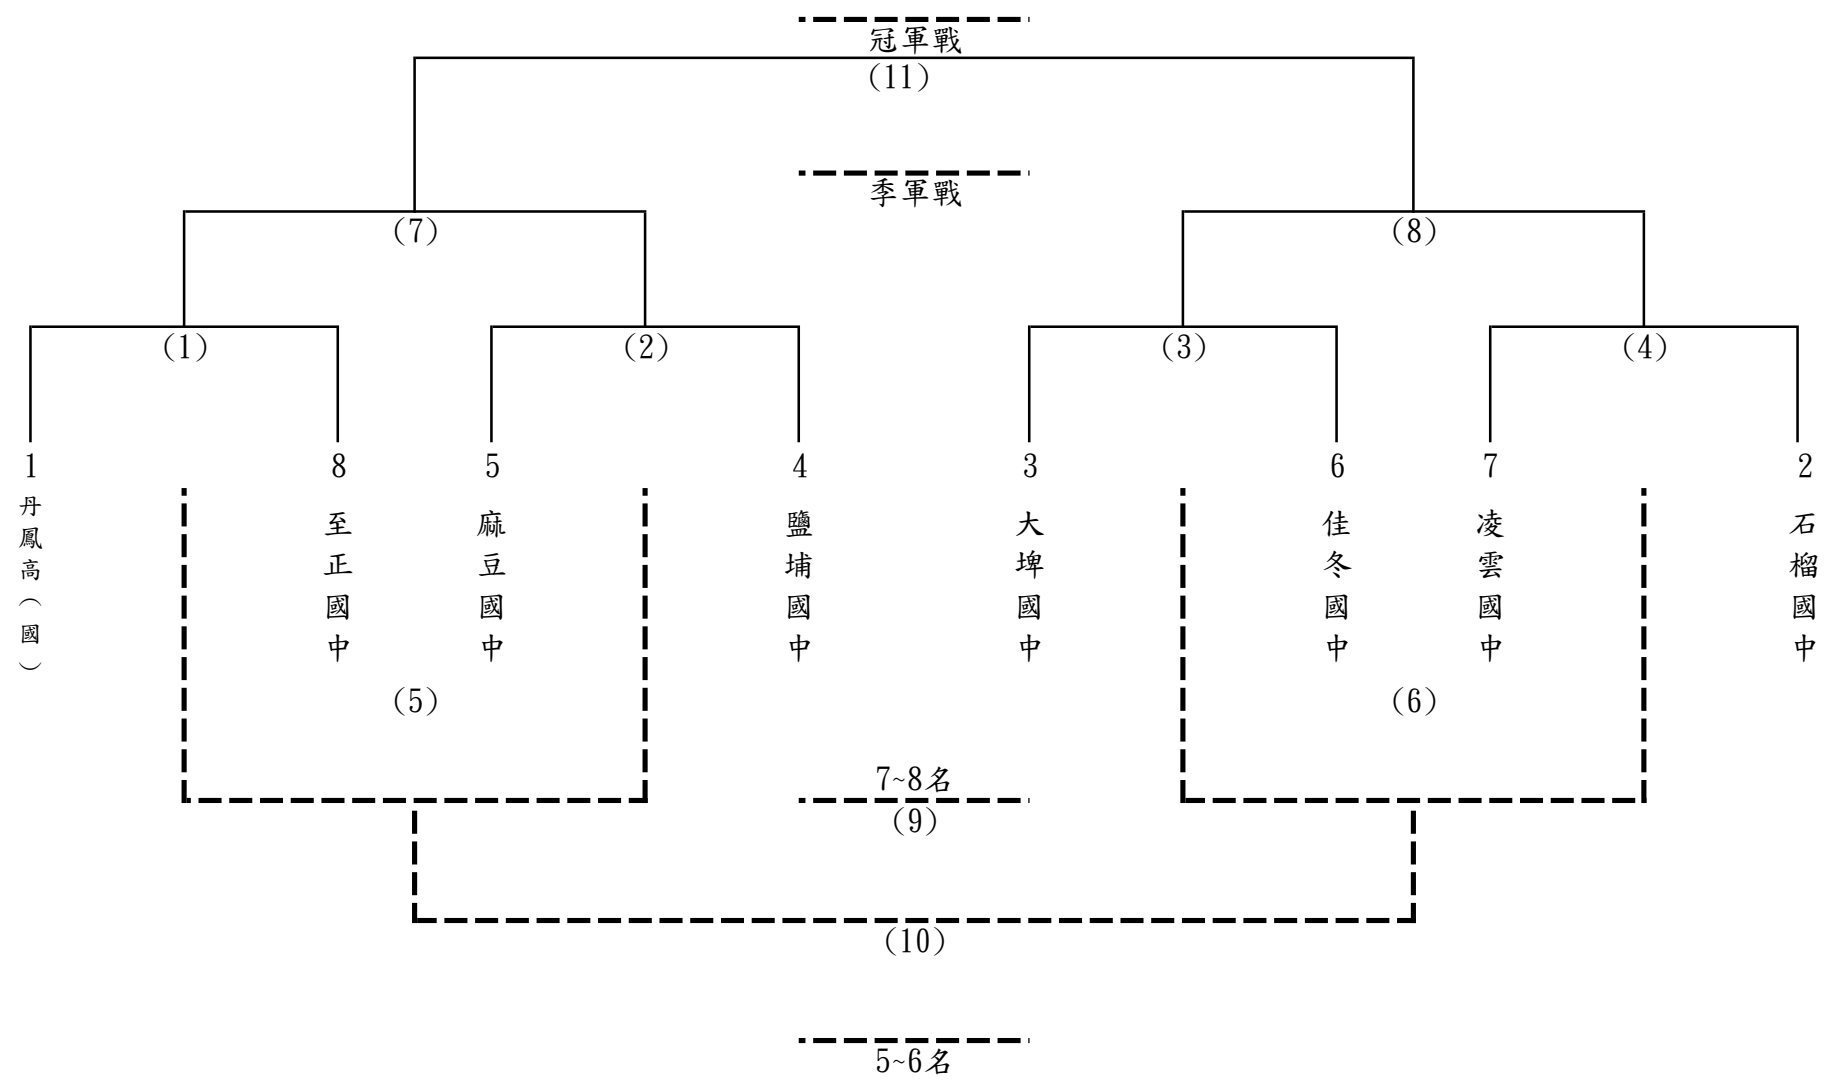 冠軍戰
(11)
季軍戰
(7)
(8)
(1)
(2)
(3)
(4)
1
8
5
4
3
6
7
2
丹鳳高(國)
至正國中
麻豆國中
鹽埔國中
大埤國中
佳冬國中
凌雲國中
石榴國中
(5)
(6)
7~8名
(9)
(10)
5~6名